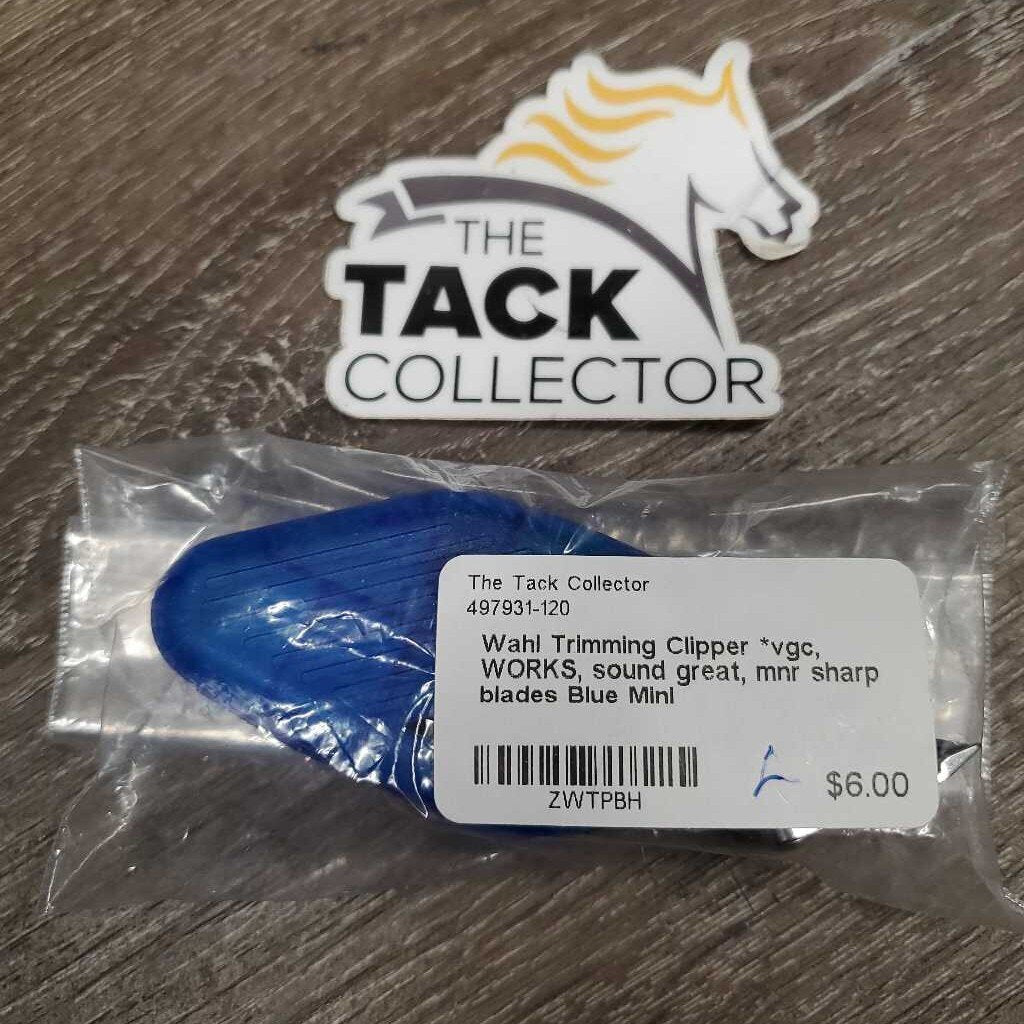 THE
TACK
COLLECTOR
The Tack Collector
497931-120
Wahl Trimming Clipper *vgc,
WORKS, sound great, mnr sharp
blades Blue Mini
ZWTPBH
$6.00